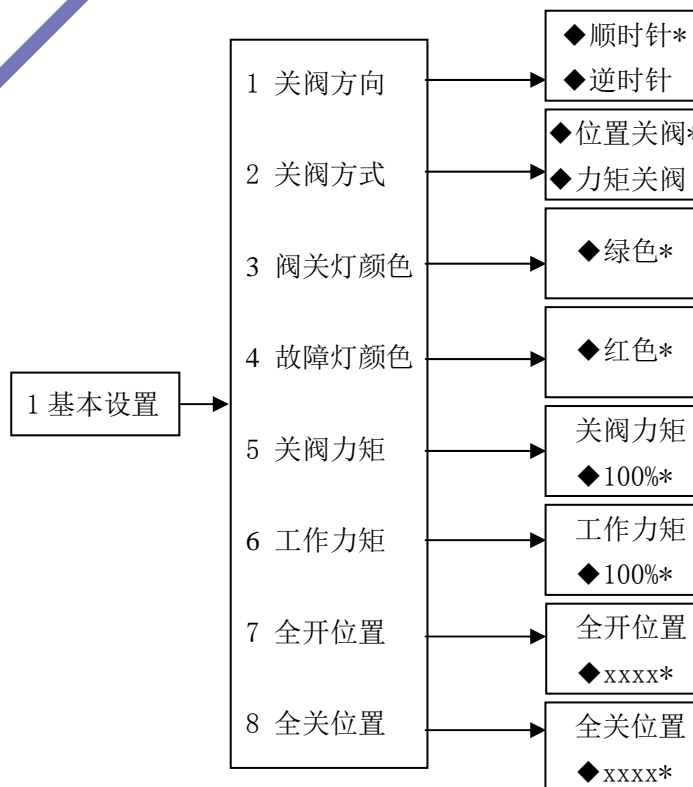 1 基本设置
1 关阀方向
2 关阀方式
3 阀关灯颜色
4 故障灯颜色
5 关阀力矩
6 工作力矩
7 全开位置
8 全关位置
◆顺时针*
◆逆时针
◆位置关阀*
◆力矩关阀
◆绿色*
◆红色*
关阀力矩
◆100%*
工作力矩
◆100%*
全开位置
◆xxxx*
全关位置
◆xxxx*